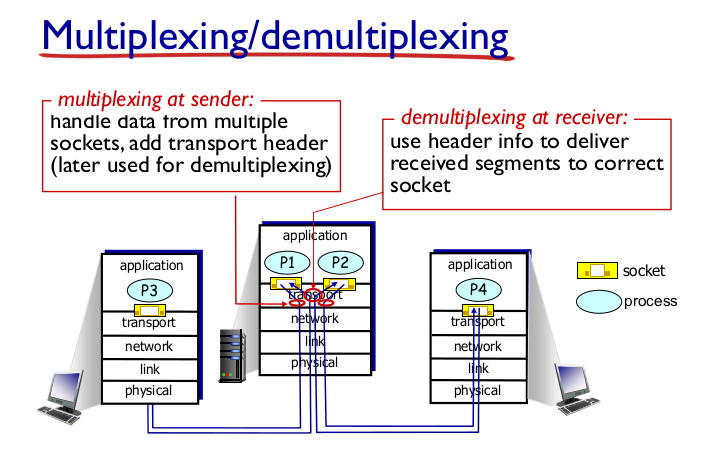 Multiplexing/demultiplexing
multiplexing at sender:
handle data from multiple
sockets, add transport header
(later used for demultiplexing)
demultiplexing at receiver:
use header info to deliver
received segments to correct
socket
application
P3
transport
network
link
physical
application
P1 P2
transport
network
link
physical
application
P4
transport
network
link
physical
socket
process